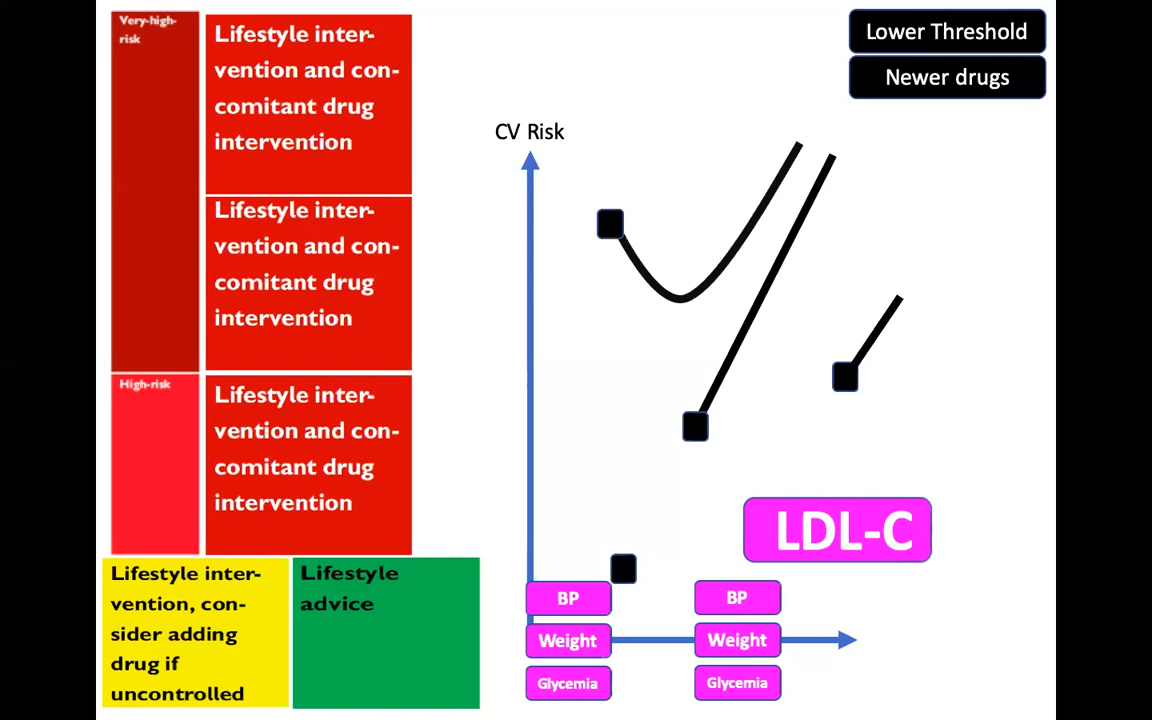 Very-high-
risk
Lifestyle inter-
vention and con-
comitant drug
intervention
Lifestyle inter-
vention and con-
comitant drug
intervention
High-risk
Lifestyle inter-
vention and con-
comitant drug
intervention
Lifestyle inter-
vention, con-
sider adding
drug if
uncontrolled
Lifestyle
advice
Lower Threshold
Newer drugs
CV Risk
LDL-C
BP
BP
Weight
Weight
Glycemia
Glycemia